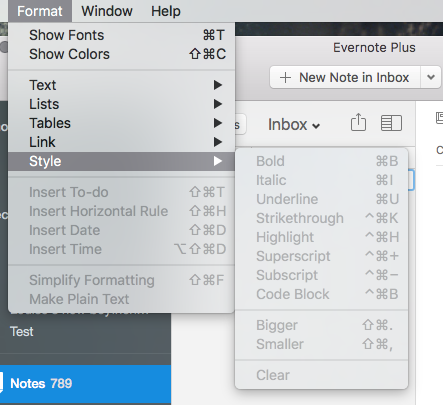 Format Window Help
Show Fonts ⌘T
Show Colors ⇧⌘C
Evernote Plus
+ New Note in Inbox
Text
Lists
Tables
Link
Style
Inbox
Bold ⌘B
Italic ⌘I
Underline ⌘U
Strikethrough ^⌘K
Highlight ^⌘H
Superscript ^⌘+
Subscript ^⌘−
Code Block ^⌘B
Bigger ⇧⌘.
Smaller ⇧⌘,
Clear
Insert To-do ⇧⌘T
Insert Horizontal Rule ⇧⌘H
Insert Date ⇧⌘D
Insert Time ⌥⇧⌘D
Simplify Formatting ⇧⌘F
Make Plain Text
Test
Notes 789